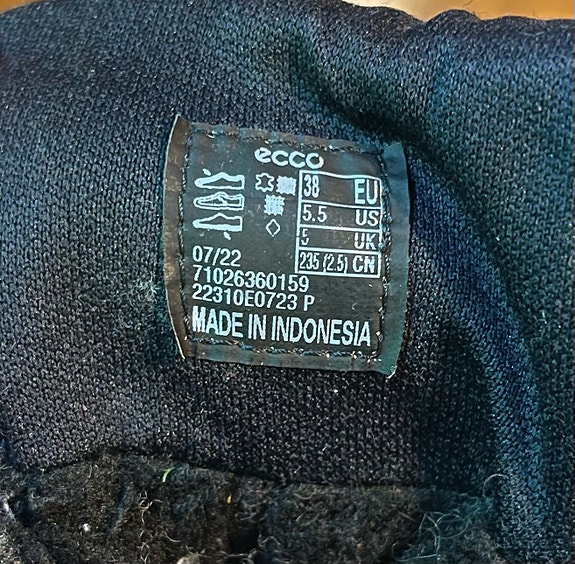 ecco
38 EU
5.5 US
5 UK
235 (2.5) CN
07/22
71026360159
22310E0723 P
MADE IN INDONESIA